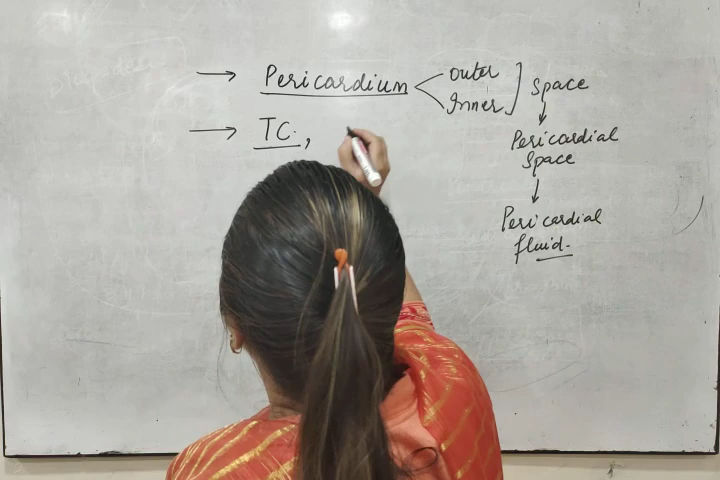 → Pericardium < outer ] Space
Inner
↓
Pericardial
Space
→ TC.,
↓
Pericardial
fluid.